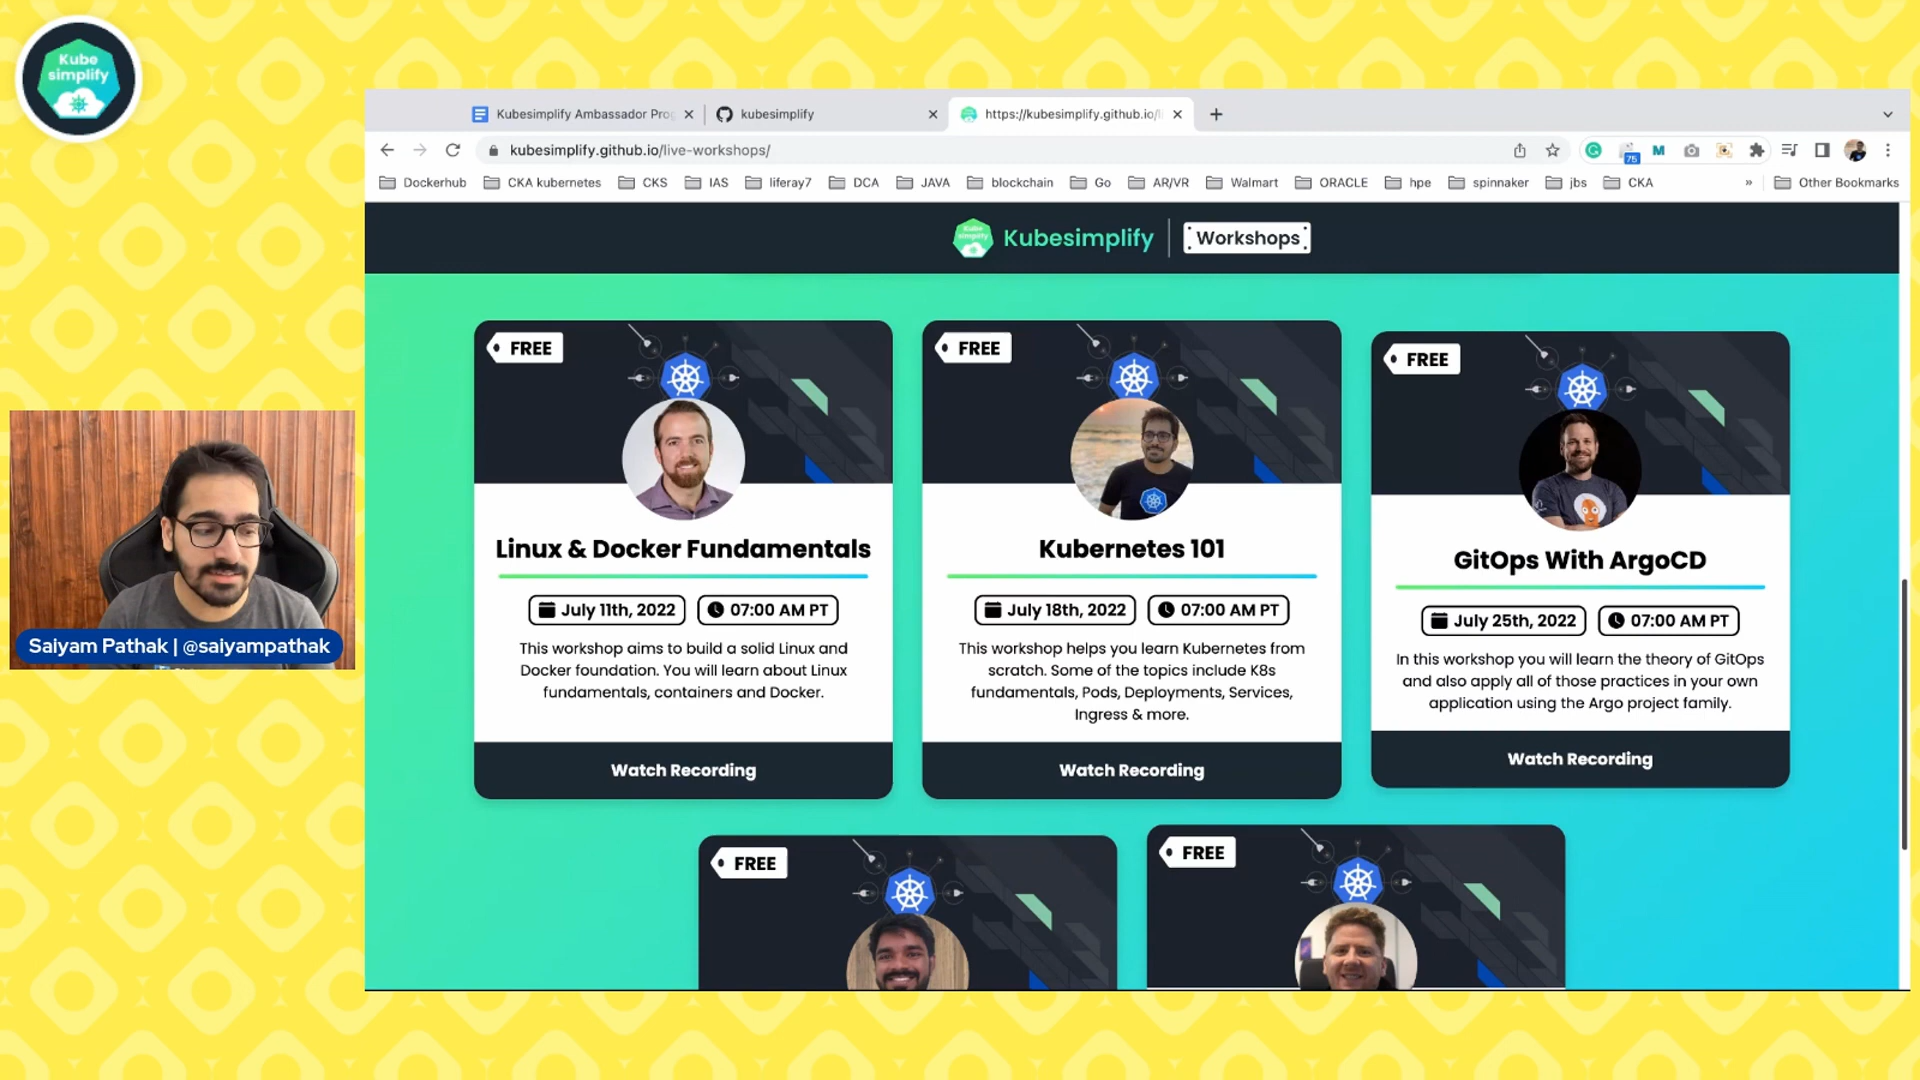 Kube
simplify
Kubesimplify Ambassador Prog
kubesimplify
https://kubesimplify.github.io/l
kubesimplify.github.io/live-workshops/
75
M
Dockerhub
CKA kubernetes
CKS
IAS
liferay7
DCA
JAVA
blockchain
Go
AR/VR
Walmart
ORACLE
hpe
spinnaker
jbs
CKA
»
Other Bookmarks
Kube
simplify
Kubesimplify
Workshops
FREE
Linux & Docker Fundamentals
July 11th, 2022
07:00 AM PT
This workshop aims to build a solid Linux and
Docker foundation. You will learn about Linux
fundamentals, containers and Docker.
Watch Recording
FREE
Kubernetes 101
July 18th, 2022
07:00 AM PT
This workshop helps you learn Kubernetes from
scratch. Some of the topics include K8s
fundamentals, Pods, Deployments, Services,
Ingress & more.
Watch Recording
FREE
GitOps With ArgoCD
July 25th, 2022
07:00 AM PT
In this workshop you will learn the theory of GitOps
and also apply all of those practices in your own
application using the Argo project family.
Watch Recording
Saiyam Pathak | @saiyampathak
FREE
FREE